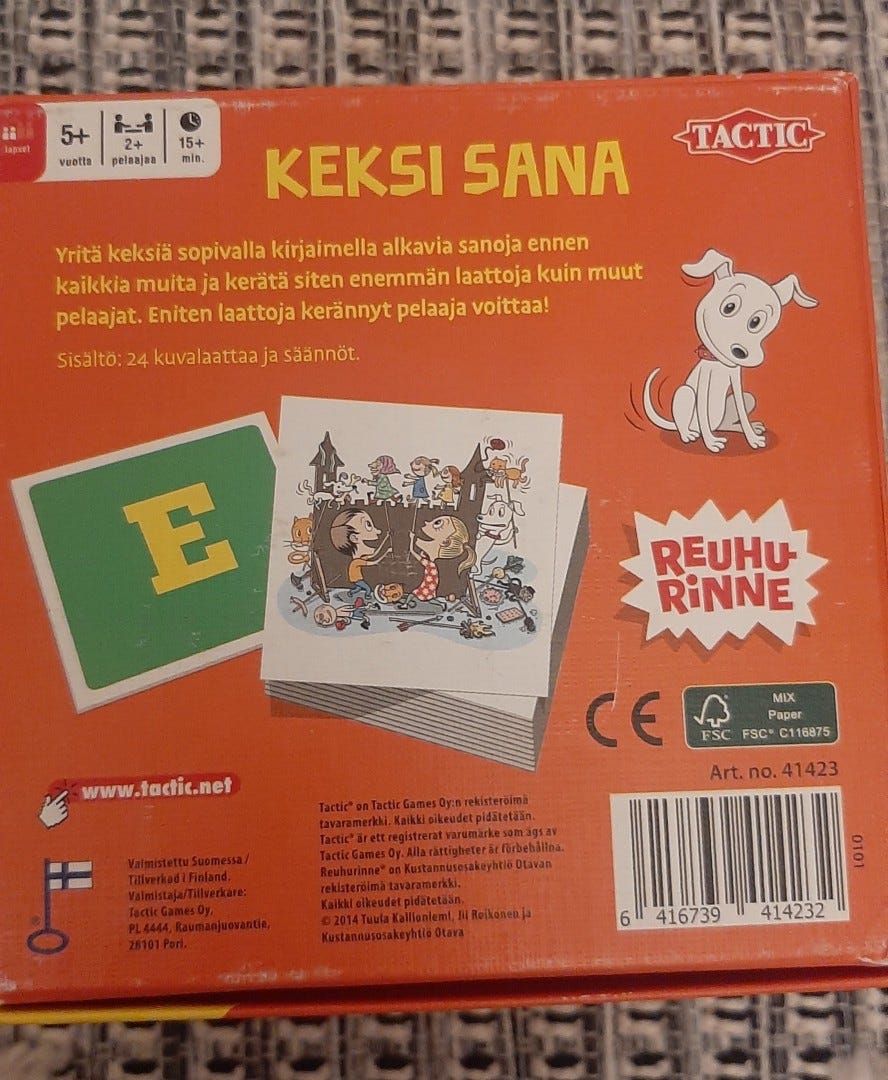 lapset
5+
vuotta
2+
pelaajaa
15+
min.
TACTIC
KEKSI SANA
Yritä keksiä sopivalla kirjaimella alkavia sanoja ennen
kaikkia muita ja kerätä siten enemmän laattoja kuin muut
pelaajat. Eniten laattoja kerännyt pelaaja voittaa!
Sisältö: 24 kuvalaattaa ja säännöt.
E
REUHU-
RINNE
CE
FSC
MIX
Paper
FSC® C116875
Art. no. 41423
www.tactic.net
Valmistettu Suomessa /
Tillverkad i Finland.
Valmistaja/Tillverkare:
Tactic Games Oy.
PL 4444, Raumanjuovantie,
28101 Pori.
Tactic® on Tactic Games Oy:n rekisteröimä
tavaramerkki. Kaikki oikeudet pidätetään.
Tactic® är ett registrerat varumärke som ägs av
Tactic Games Oy. Alla rättigheter är förbehållna.
Reuhurinne® on Kustannusosakeyhtiö Otavan
rekisteröimä tavaramerkki.
Kaikki oikeudet pidätetään.
© 2014 Tuula Kallioniemi, Jii Roikonen ja
Kustannusosakeyhtiö Otava
6 416739 414232
0101